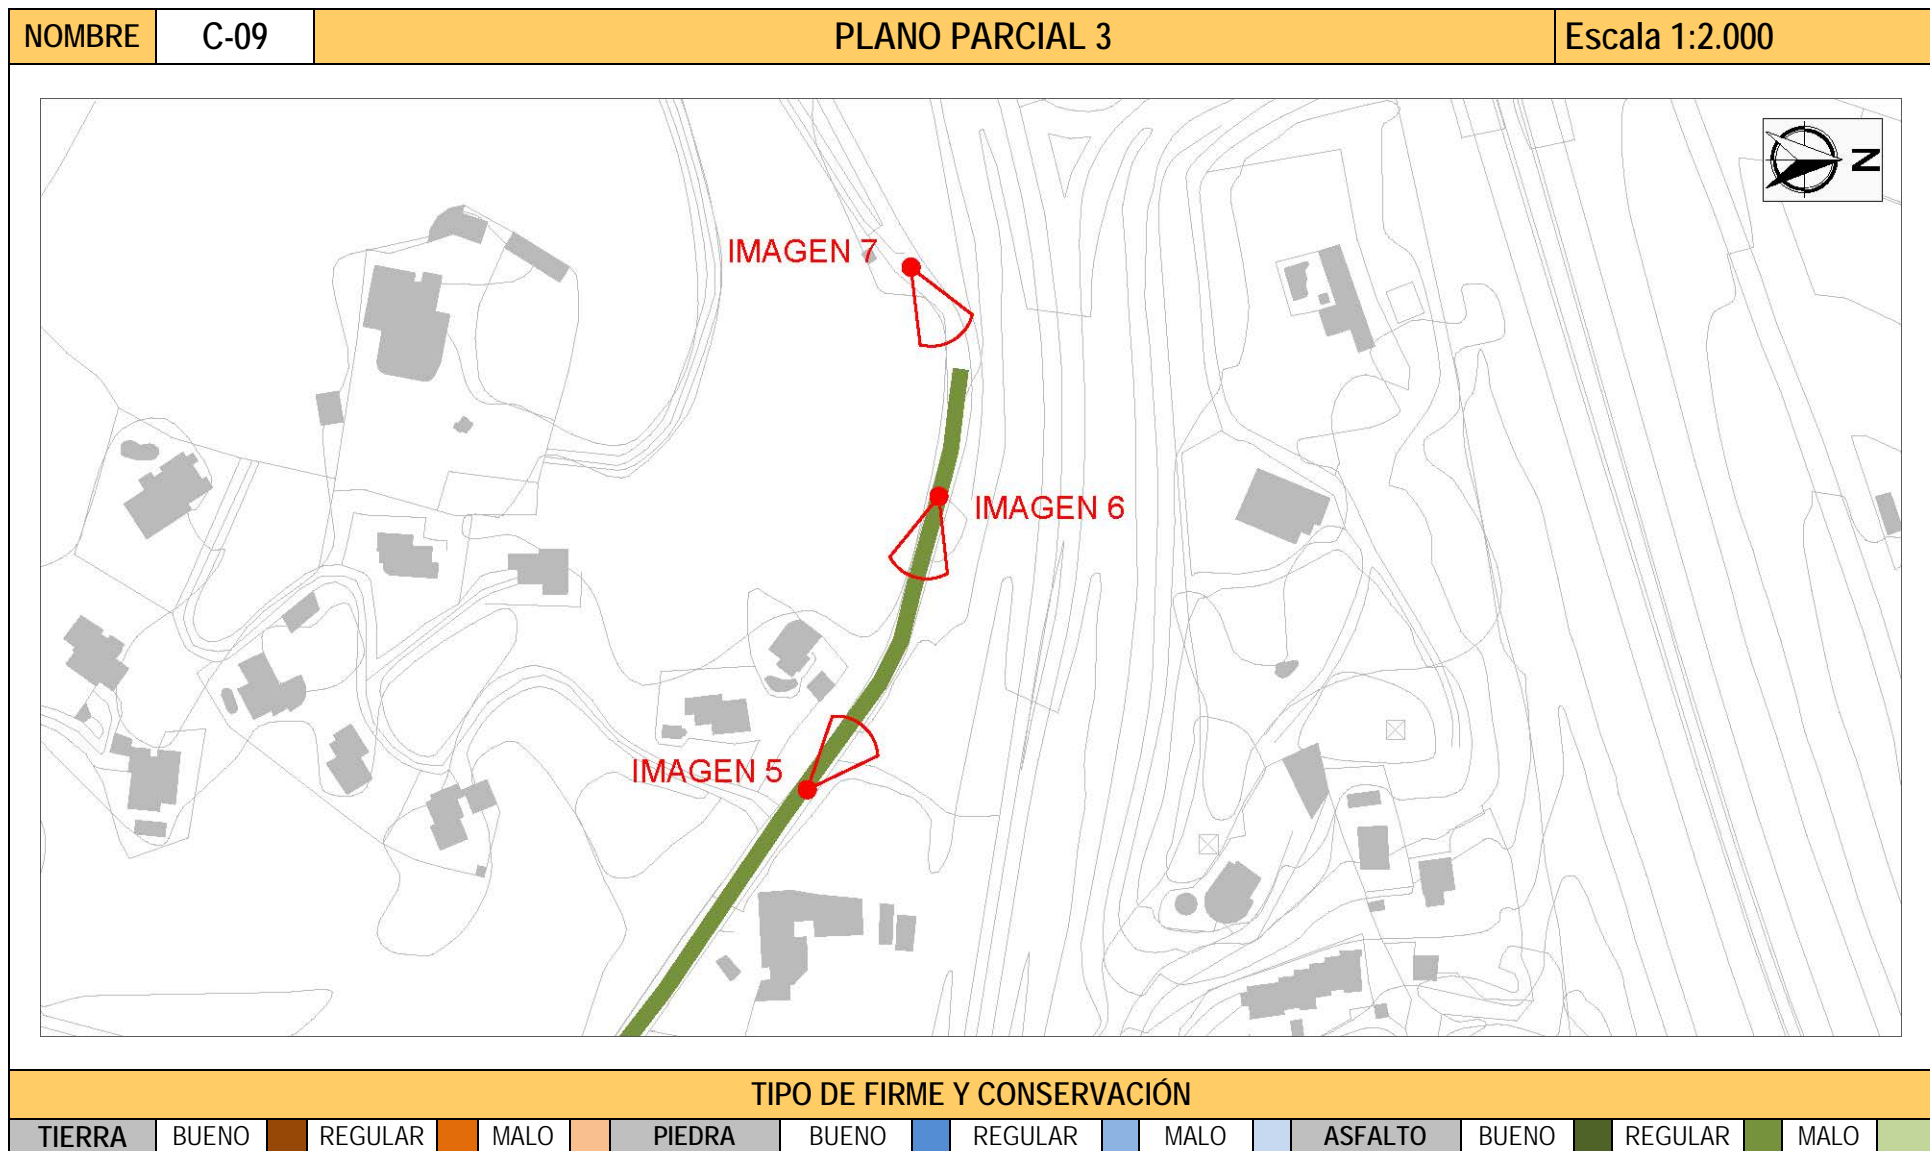 NOMBRE C-09 PLANO PARCIAL 3 Escala 1:2.000
N
IMAGEN 7
IMAGEN 6
IMAGEN 5
TIPO DE FIRME Y CONSERVACIÓN
TIERRA BUENO REGULAR MALO PIEDRA BUENO REGULAR MALO ASFALTO BUENO REGULAR MALO